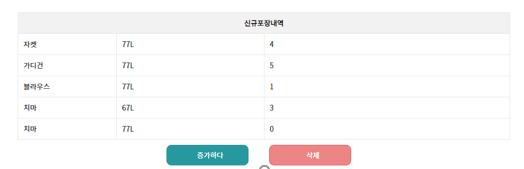 신규포장내역
자켓 77L 4
가디건 77L 5
블라우스 77L 1
치마 67L 3
치마 77L 0
증가하다 삭제